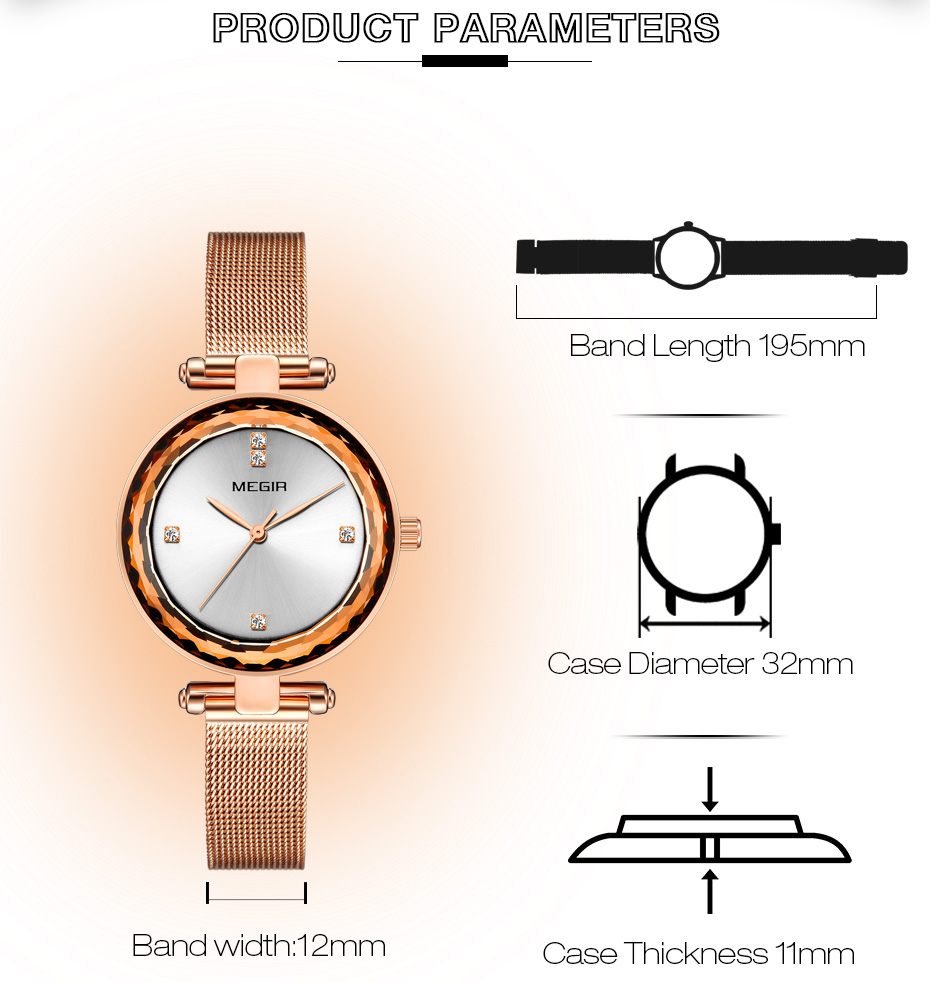 PRODUCT PARAMETERS
Band Length 195mm
MEGIR
Case Diameter 32mm
Band width:12mm
Case Thickness 11mm